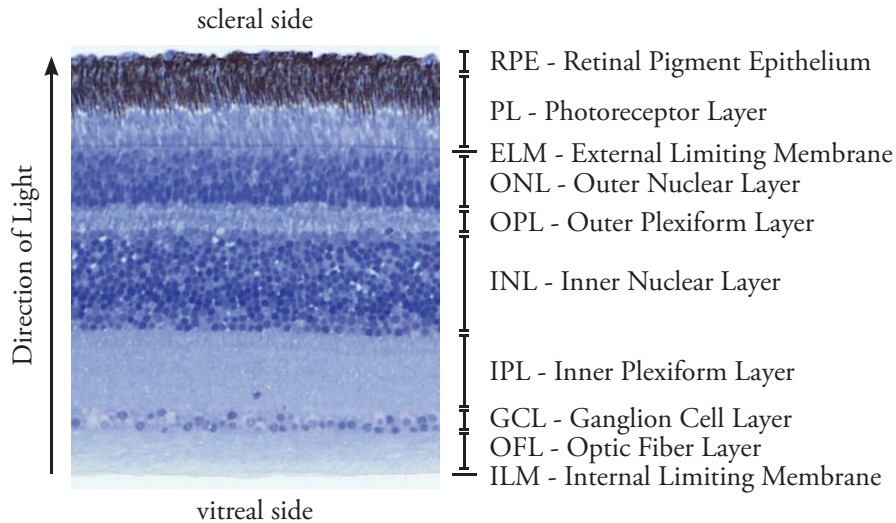 scleral side
Direction of Light
RPE - Retinal Pigment Epithelium
PL - Photoreceptor Layer
ELM - External Limiting Membrane
ONL - Outer Nuclear Layer
OPL - Outer Plexiform Layer
INL - Inner Nuclear Layer
IPL - Inner Plexiform Layer
GCL - Ganglion Cell Layer
OFL - Optic Fiber Layer
ILM - Internal Limiting Membrane
vitreal side